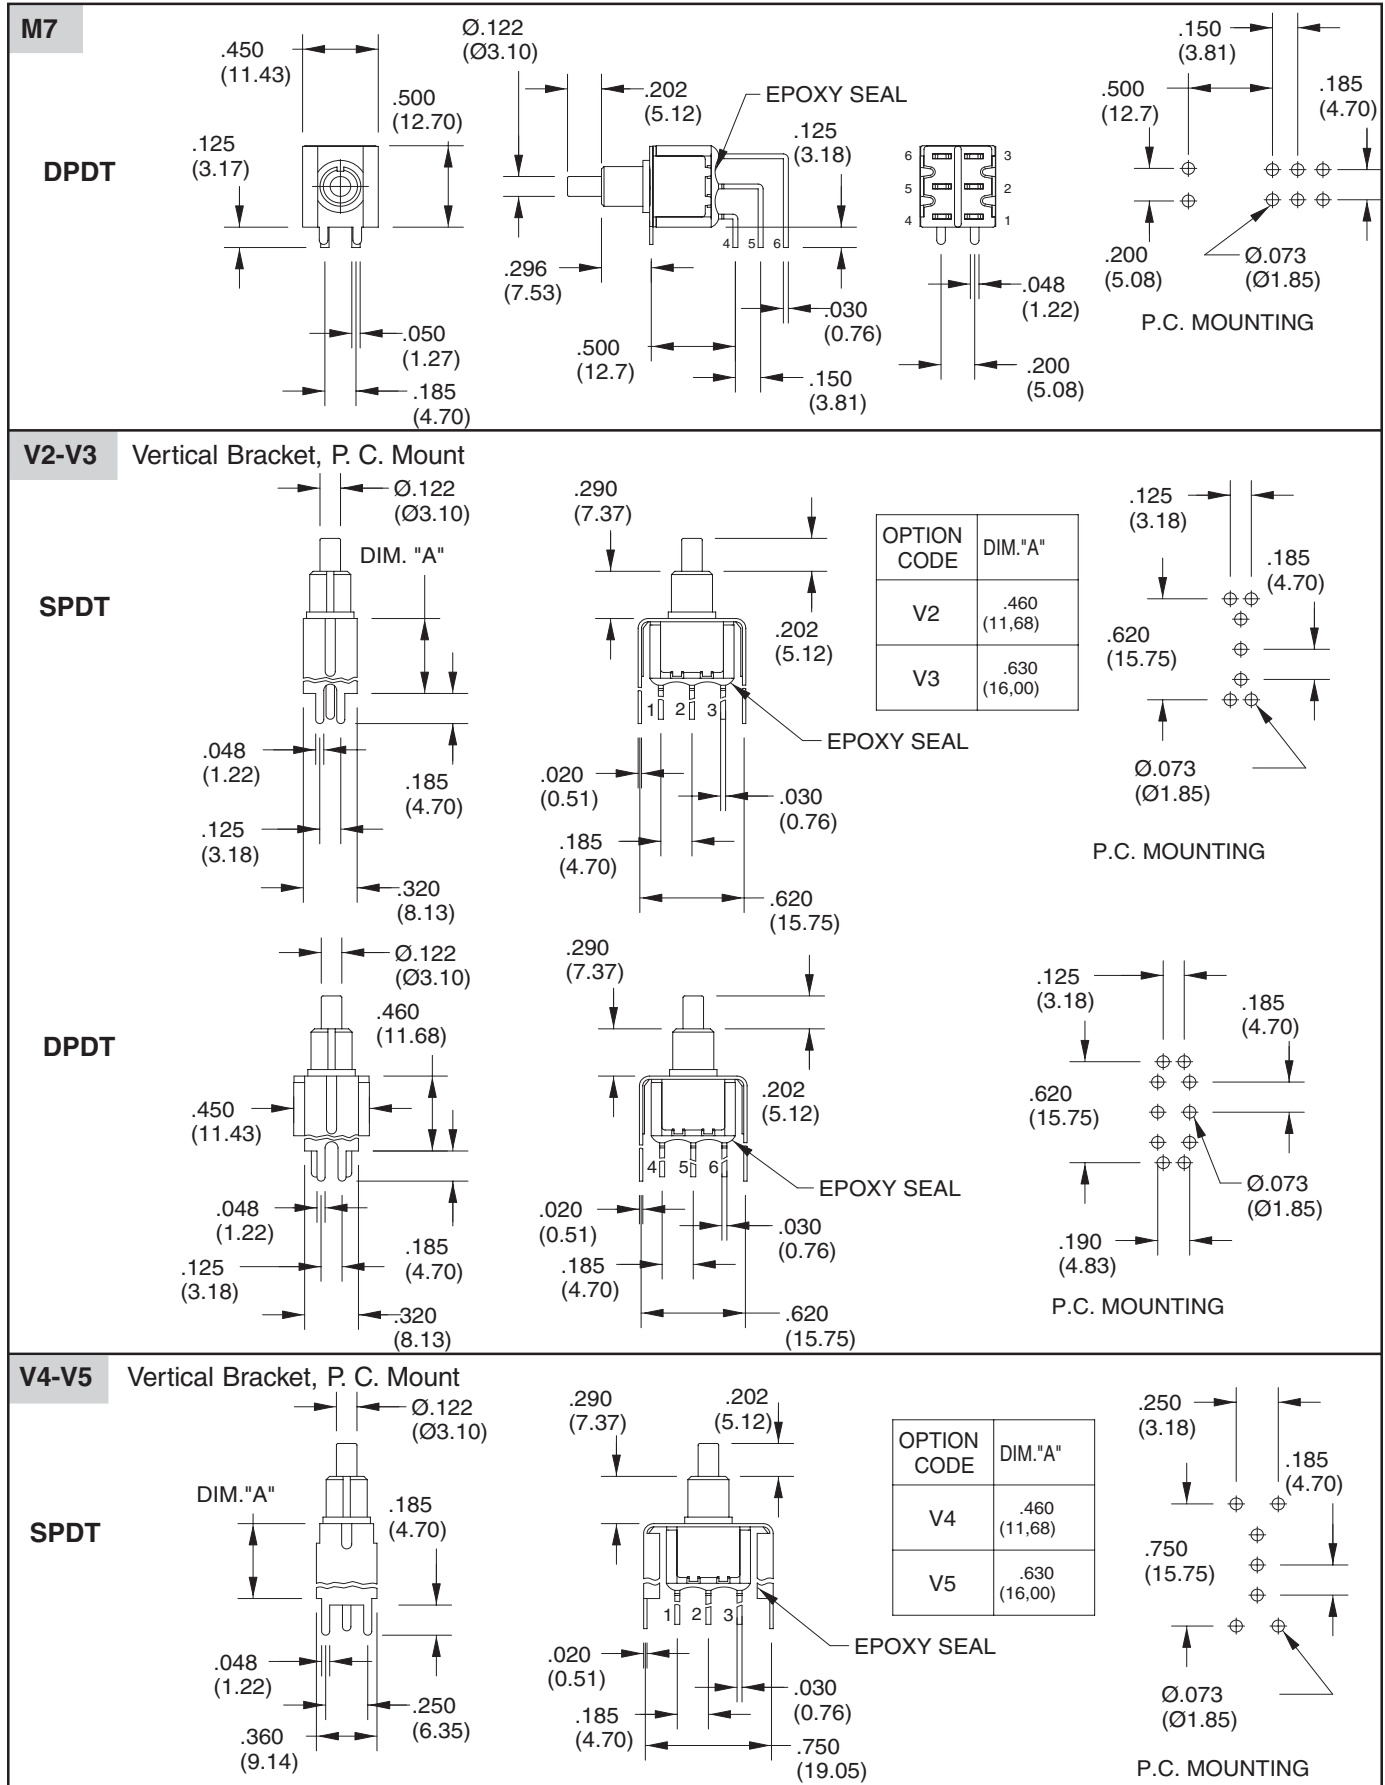 M7
DPDT
.450
(11.43)
.500
(12.70)
.125
(3.17)
.050
(1.27)
.185
(4.70)
Ø.122
(Ø3.10)
.202
(5.12)
EPOXY SEAL
.125
(3.18)
4 5 6
.296
(7.53)
.030
(0.76)
.500
(12.7)
.150
(3.81)
6 3
5 2
4 1
.048
(1.22)
.200
(5.08)
.150
(3.81)
.500
(12.7)
.185
(4.70)
.200
(5.08)
Ø.073
(Ø1.85)
P.C. MOUNTING
V2-V3 Vertical Bracket, P. C. Mount
SPDT
Ø.122
(Ø3.10)
DIM. "A"
.048
(1.22)
.185
(4.70)
.125
(3.18)
.320
(8.13)
.290
(7.37)
.202
(5.12)
1 2 3
EPOXY SEAL
.020
(0.51)
.030
(0.76)
.185
(4.70)
.620
(15.75)
OPTION CODE DIM."A"
V2 .460 (11,68)
V3 .630 (16,00)
.125
(3.18)
.185
(4.70)
.620
(15.75)
Ø.073
(Ø1.85)
P.C. MOUNTING
DPDT
Ø.122
(Ø3.10)
.460
(11.68)
.450
(11.43)
.048
(1.22)
.185
(4.70)
.125
(3.18)
.320
(8.13)
.290
(7.37)
.202
(5.12)
4 5 6
EPOXY SEAL
.020
(0.51)
.030
(0.76)
.185
(4.70)
.620
(15.75)
.125
(3.18)
.185
(4.70)
.620
(15.75)
Ø.073
(Ø1.85)
.190
(4.83)
P.C. MOUNTING
V4-V5 Vertical Bracket, P. C. Mount
SPDT
Ø.122
(Ø3.10)
DIM."A"
.185
(4.70)
.048
(1.22)
.250
(6.35)
.360
(9.14)
.290
(7.37)
.202
(5.12)
1 2 3
EPOXY SEAL
.020
(0.51)
.030
(0.76)
.185
(4.70)
.750
(19.05)
OPTION CODE DIM."A"
V4 .460 (11,68)
V5 .630 (16,00)
.250
(3.18)
.185
(4.70)
.750
(15.75)
Ø.073
(Ø1.85)
P.C. MOUNTING